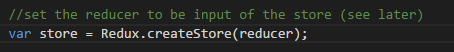 //set the reducer to be input of the store (see later)
var store = Redux.createStore(reducer);